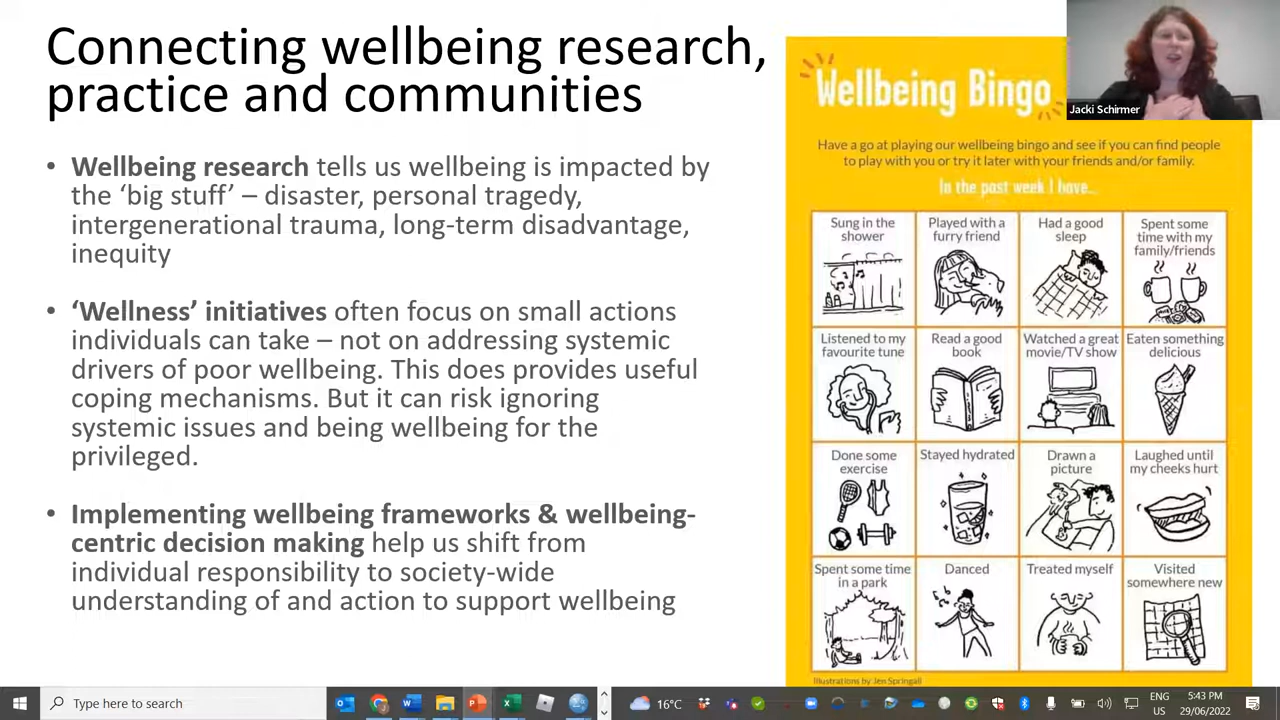 Connecting wellbeing research,
practice and communities
• Wellbeing research tells us wellbeing is impacted by
the ‘big stuff’ – disaster, personal tragedy,
intergenerational trauma, long-term disadvantage,
inequity
• ‘Wellness’ initiatives often focus on small actions
individuals can take – not on addressing systemic
drivers of poor wellbeing. This does provides useful
coping mechanisms. But it can risk ignoring
systemic issues and being wellbeing for the
privileged.
• Implementing wellbeing frameworks & wellbeing-
centric decision making help us shift from
individual responsibility to society-wide
understanding of and action to support wellbeing
Wellbeing Bingo
Jacki Schirmer
Have a go at playing our wellbeing bingo and see if you can find people
to play with you or try it later with your friends and/or family.
In the past week I have...
Sung in the
shower
Played with a
furry friend
Had a good
sleep
Spent some
time with my
family/friends
Listened to my
favourite tune
Read a good
book
Watched a great
movie/TV show
Eaten something
delicious
Done some
exercise
Stayed hydrated
Drawn a
picture
Laughed until
my cheeks hurt
Spent some time
in a park
Danced
Treated myself
Visited
somewhere new
Illustrations by Jen Springall
Type here to search
16°C
ENG
US
5:43 PM
29/06/2022